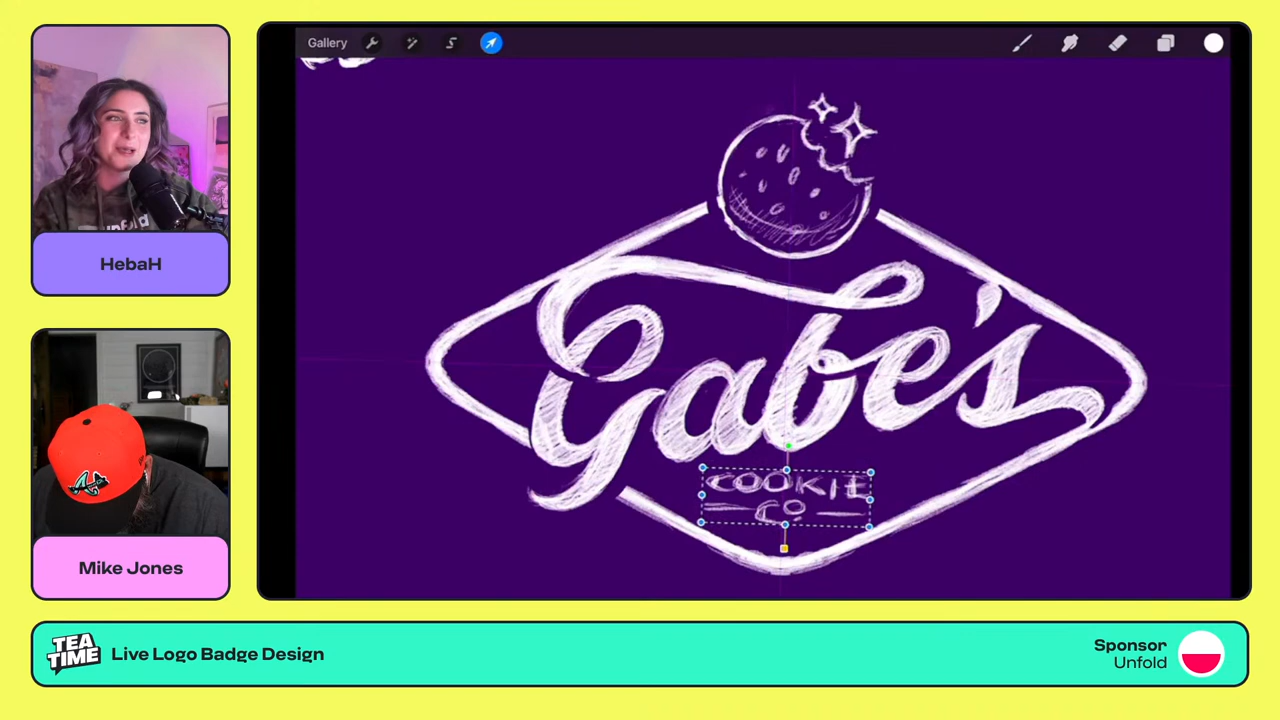 Gallery
HebaH
Mike Jones
Gabe's
COOKIE
Co
TEA
TIME
Live Logo Badge Design
Sponsor
Unfold